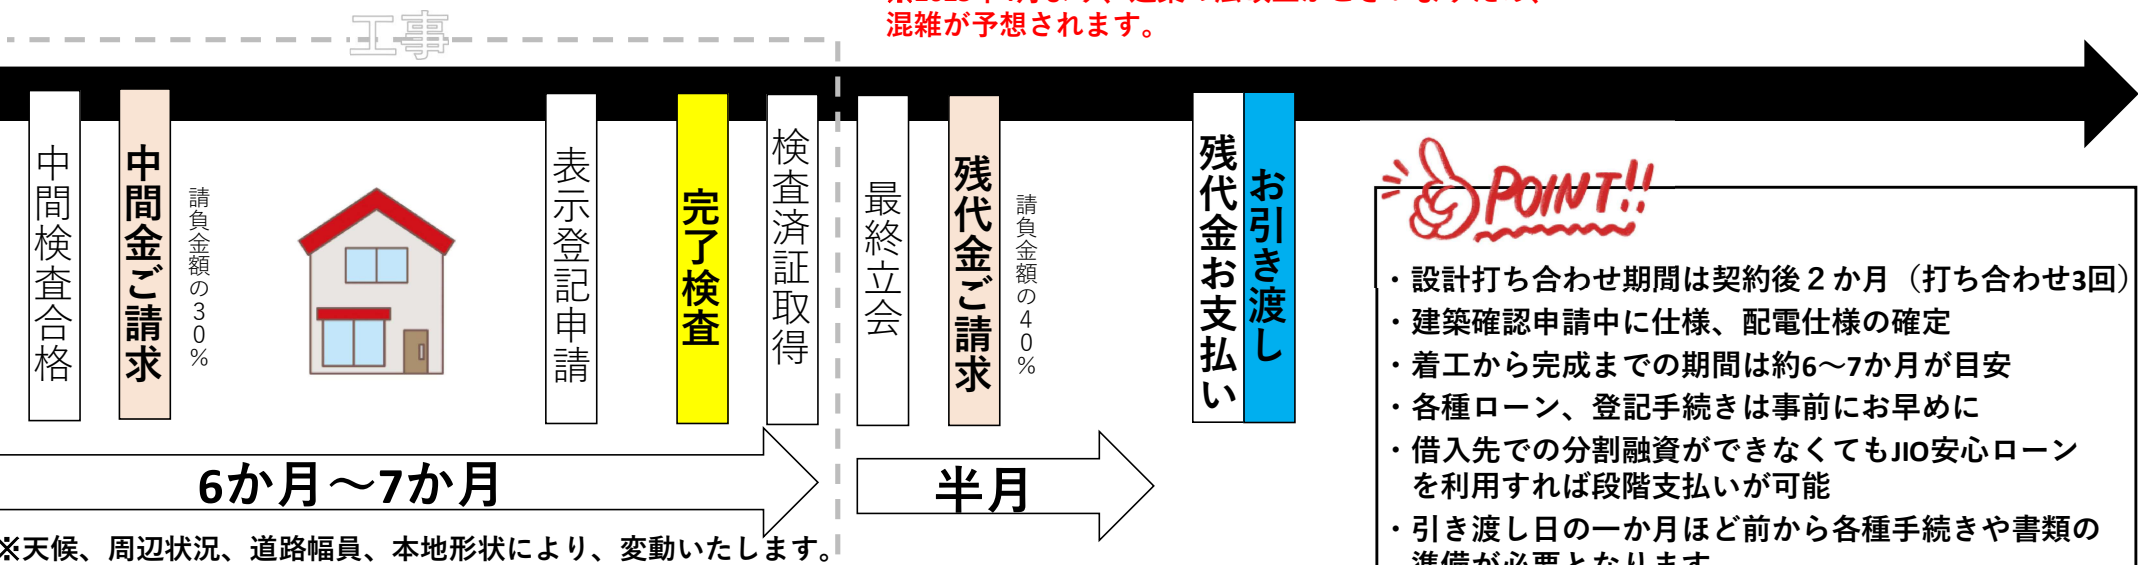 混雑が予想されます。
工事
中間検査合格
中間金ご請求
請負金額の30%
表示登記申請
完了検査
検査済証取得
最終立会
残代金ご請求
請負金額の40%
残代金お支払い
お引き渡し
6か月～7か月
半月
※天候、周辺状況、道路幅員、本地形状により、変動いたします。
POINT!!
・設計打ち合わせ期間は契約後２か月（打ち合わせ3回）
・建築確認申請中に仕様、配電仕様の確定
・着工から完成までの期間は約6～7か月が目安
・各種ローン、登記手続きは事前にお早めに
・借入先での分割融資ができなくてもJIO安心ローン
を利用すれば段階支払いが可能
・引き渡し日の一か月ほど前から各種手続きや書類の
準備が必要となります